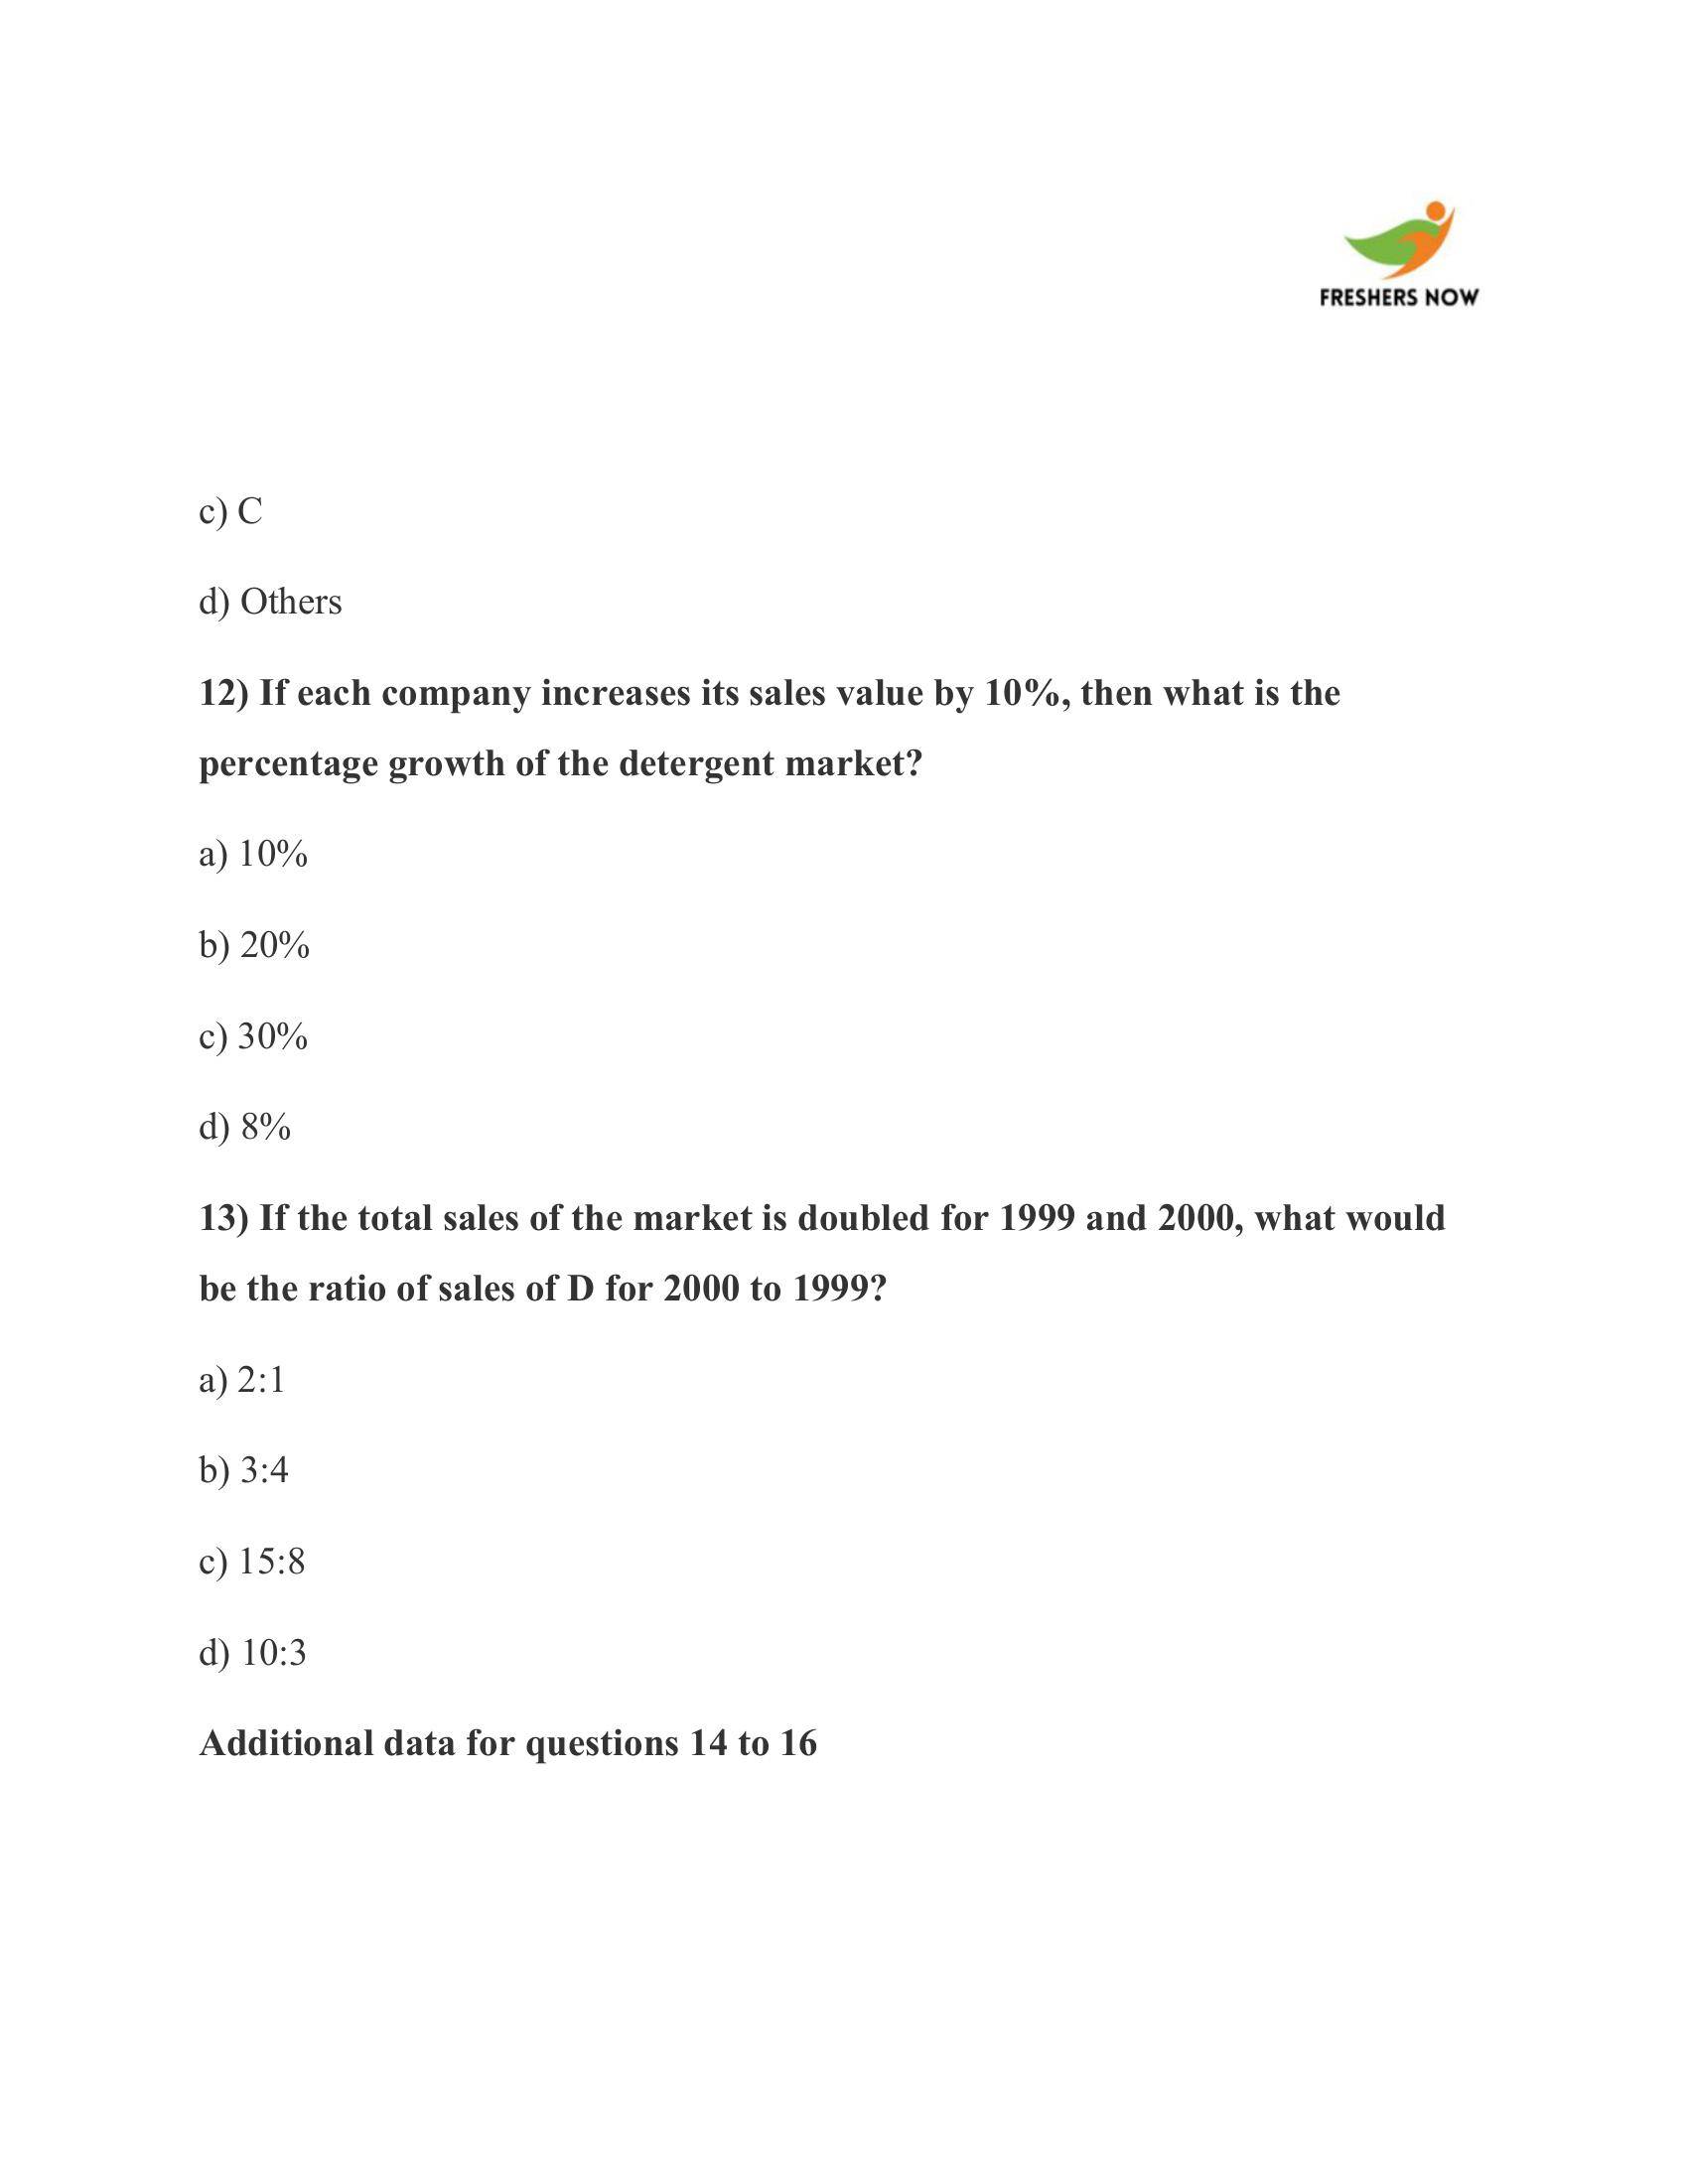 FRESHERS NOW
c) C
d) Others
12) If each company increases its sales value by 10%, then what is the
percentage growth of the detergent market?
a) 10%
b) 20%
c) 30%
d) 8%
13) If the total sales of the market is doubled for 1999 and 2000, what would
be the ratio of sales of D for 2000 to 1999?
a) 2:1
b) 3:4
c) 15:8
d) 10:3
Additional data for questions 14 to 16